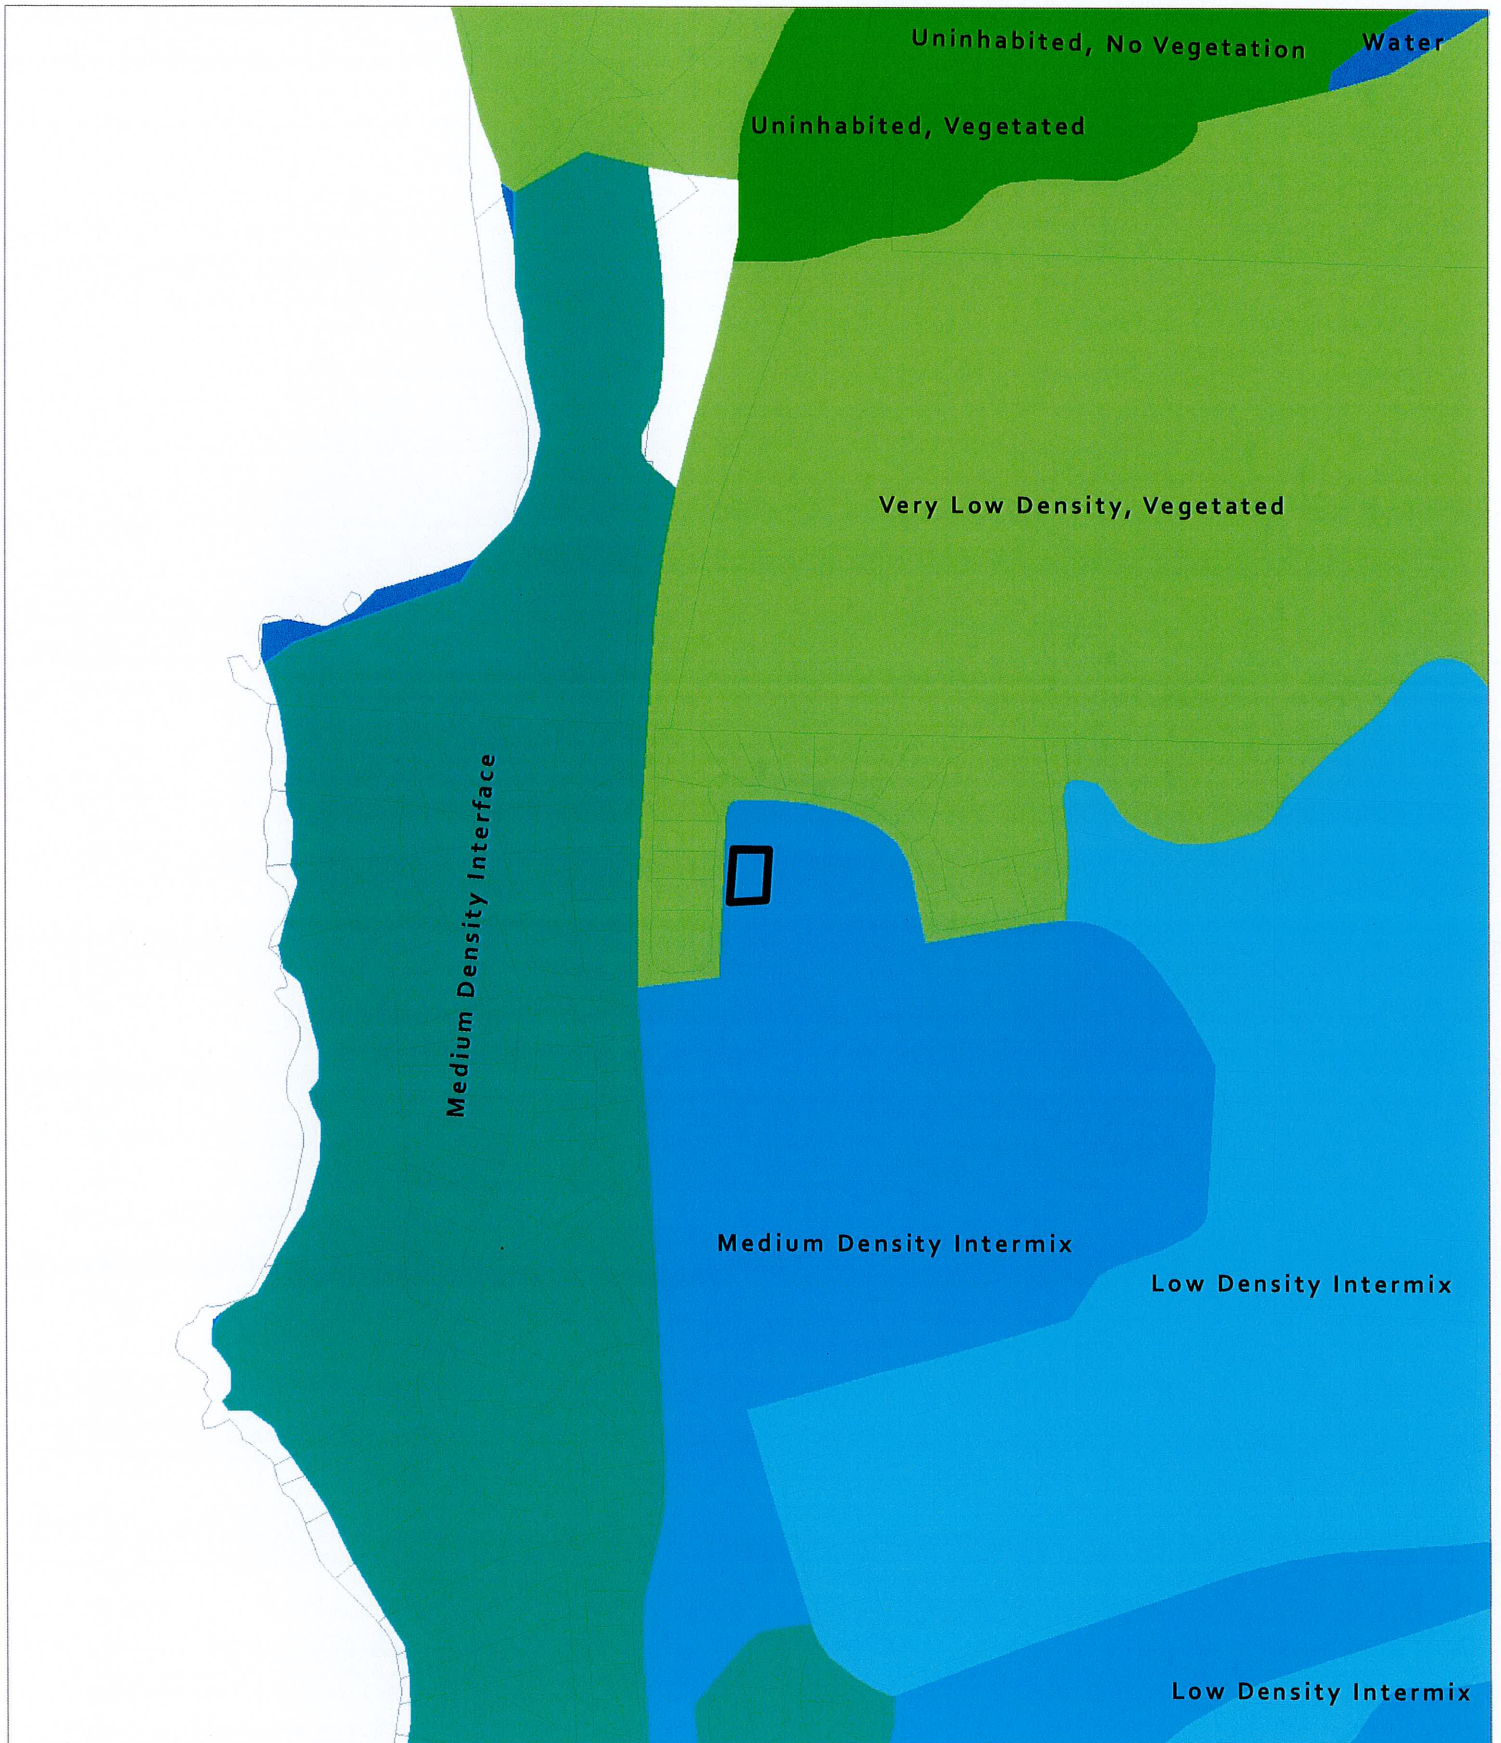 Uninhabited, No Vegetation
Water
Uninhabited, Vegetated
Very Low Density, Vegetated
Medium Density Interface
Medium Density Intermix
Low Density Intermix
Low Density Intermix